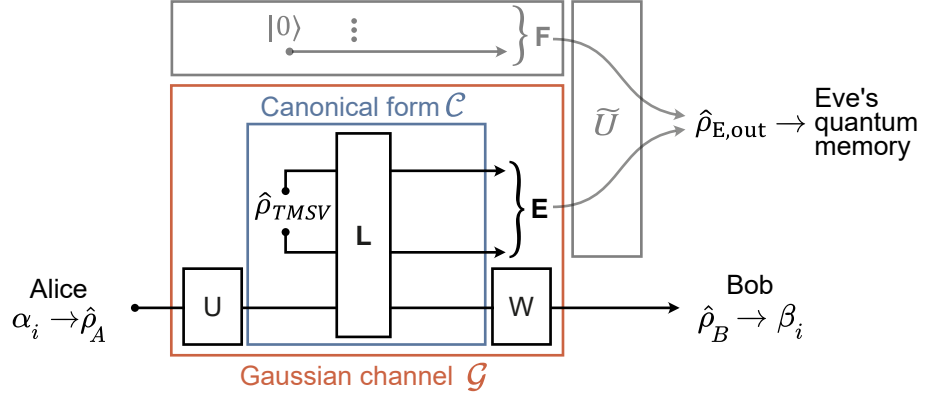 |0⟩ ⋮ } F
Canonical form 𝒞
Ũ
ρ̂_E,out → Eve's
quantum
memory
ρ̂_TMSV
L
} E
Alice
α_i → ρ̂_A
U
W
Bob
ρ̂_B → β_i
Gaussian channel 𝒢